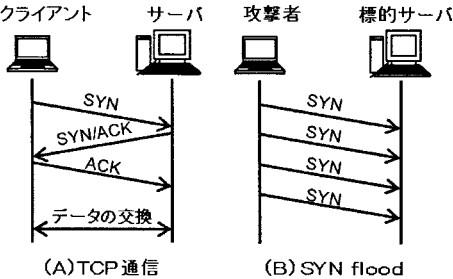 クライアント サーバ 攻撃者 標的サーバ
SYN
SYN/ACK
ACK
データの交換
SYN
SYN
SYN
SYN
(A)TCP通信 (B)SYN flood